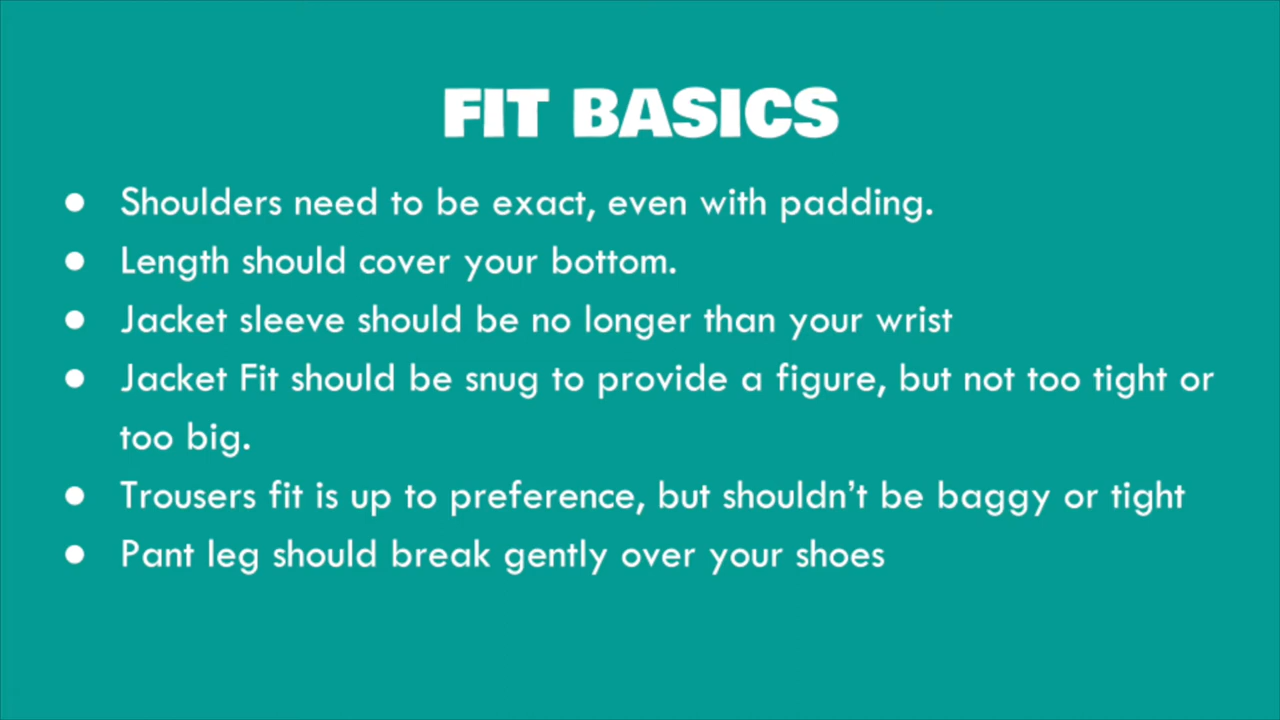 FIT BASICS
● Shoulders need to be exact, even with padding.
● Length should cover your bottom.
● Jacket sleeve should be no longer than your wrist
● Jacket Fit should be snug to provide a figure, but not too tight or
too big.
● Trousers fit is up to preference, but shouldn’t be baggy or tight
● Pant leg should break gently over your shoes